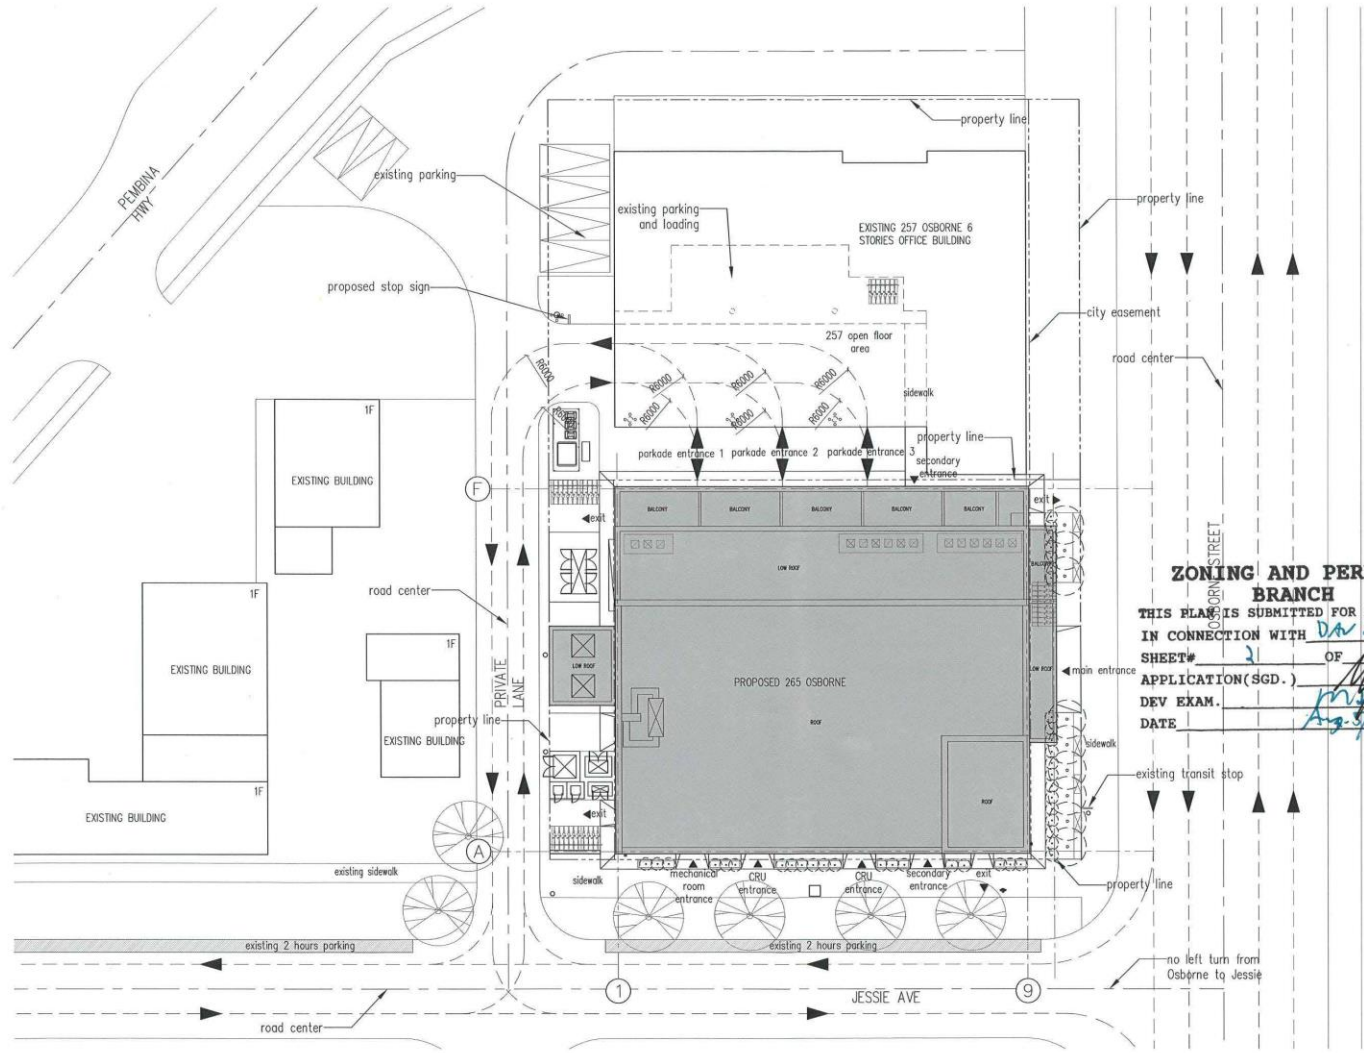 property line
PEMBINA
HWY
existing parking
existing parking
and loading
EXISTING 257 OSBORNE 6
STORIES OFFICE BUILDING
property line
proposed stop sign
city easement
257 open floor
area
road center
R6000
R6000
R6000
R6000
sidewalk
R6000
R6000
R6000
1F
property line
parkade entrance 1
parkade entrance 2
parkade entrance 3
secondary
entrance
EXISTING BUILDING
F
exit
BALCONY
BALCONY
BALCONY
BALCONY
BALCONY
exit
OSBORNE STREET
LOW ROOF
BALCONY
ZONING AND PER
BRANCH
THIS PLAN IS SUBMITTED FOR
IN CONNECTION WITH
SHEET#
OF
APPLICATION(SGD.)
DEV EXAM.
DATE
road center
1F
1F
EXISTING BUILDING
LOW ROOF
LOW ROOF
main entrance
PRIVATE
LANE
PROPOSED 265 OSBORNE
ROOF
property line
EXISTING BUILDING
sidewalk
existing transit stop
1F
ROOF
EXISTING BUILDING
exit
A
existing sidewalk
sidewalk
mechanical
room
entrance
CRU
entrance
CRU
entrance
secondary
entrance
exit
property line
existing 2 hours parking
existing 2 hours parking
no left turn from
Osborne to Jessie
1
9
JESSIE AVE
road center